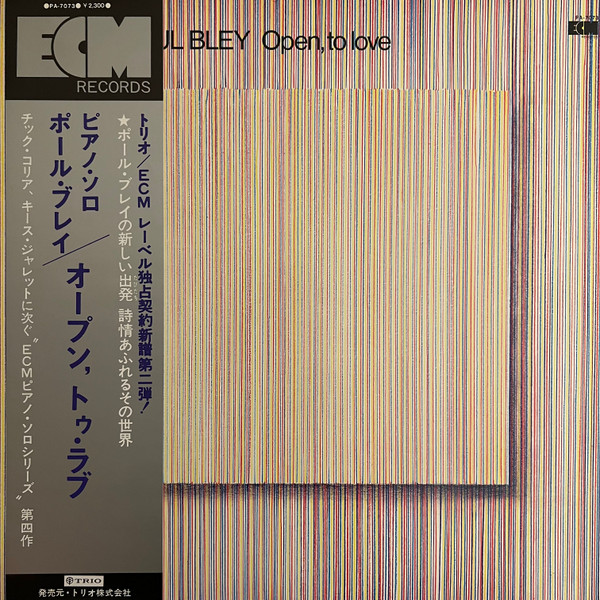 ●PA-7073● ¥2,300●
ECM
RECORDS
UL BLEY Open, to love
PA-7073
ECM
トリオ/ECM レーベル独占契約新譜第二弾!
★ポール・ブレイの新しい出発 詩情あふれるその世界
ピアノ・ソロ
ポール・ブレイ/オープン, トゥ・ラブ
チック・コリア、キース・ジャレットに次ぐ〝ECMピアノ・ソロシリーズ〟第四作
TRIO
発売元・トリオ株式会社